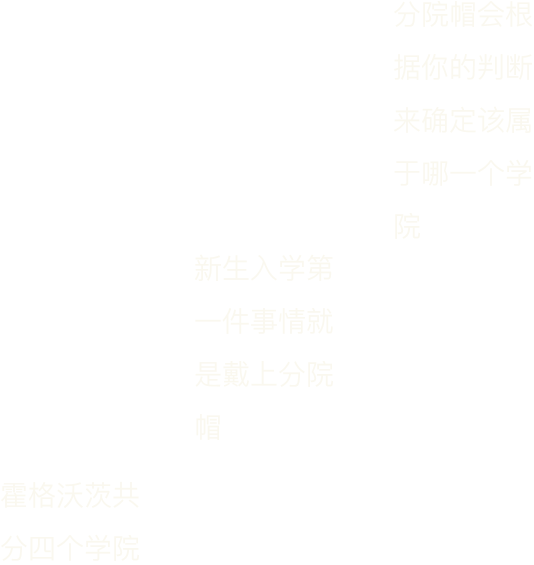 分院帽会根
据你的判断
来确定该属
于哪一个学
院
新生入学第
一件事情就
是戴上分院
帽
霍格沃茨共
分四个学院